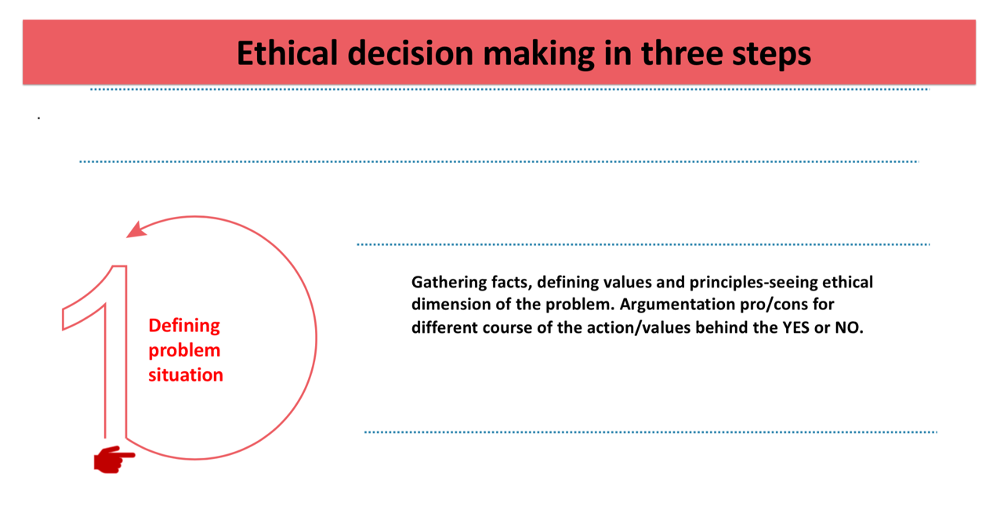 Ethical decision making in three steps
.
1
Defining
problem
situation
Gathering facts, defining values and principles-seeing ethical
dimension of the problem. Argumentation pro/cons for
different course of the action/values behind the YES or NO.